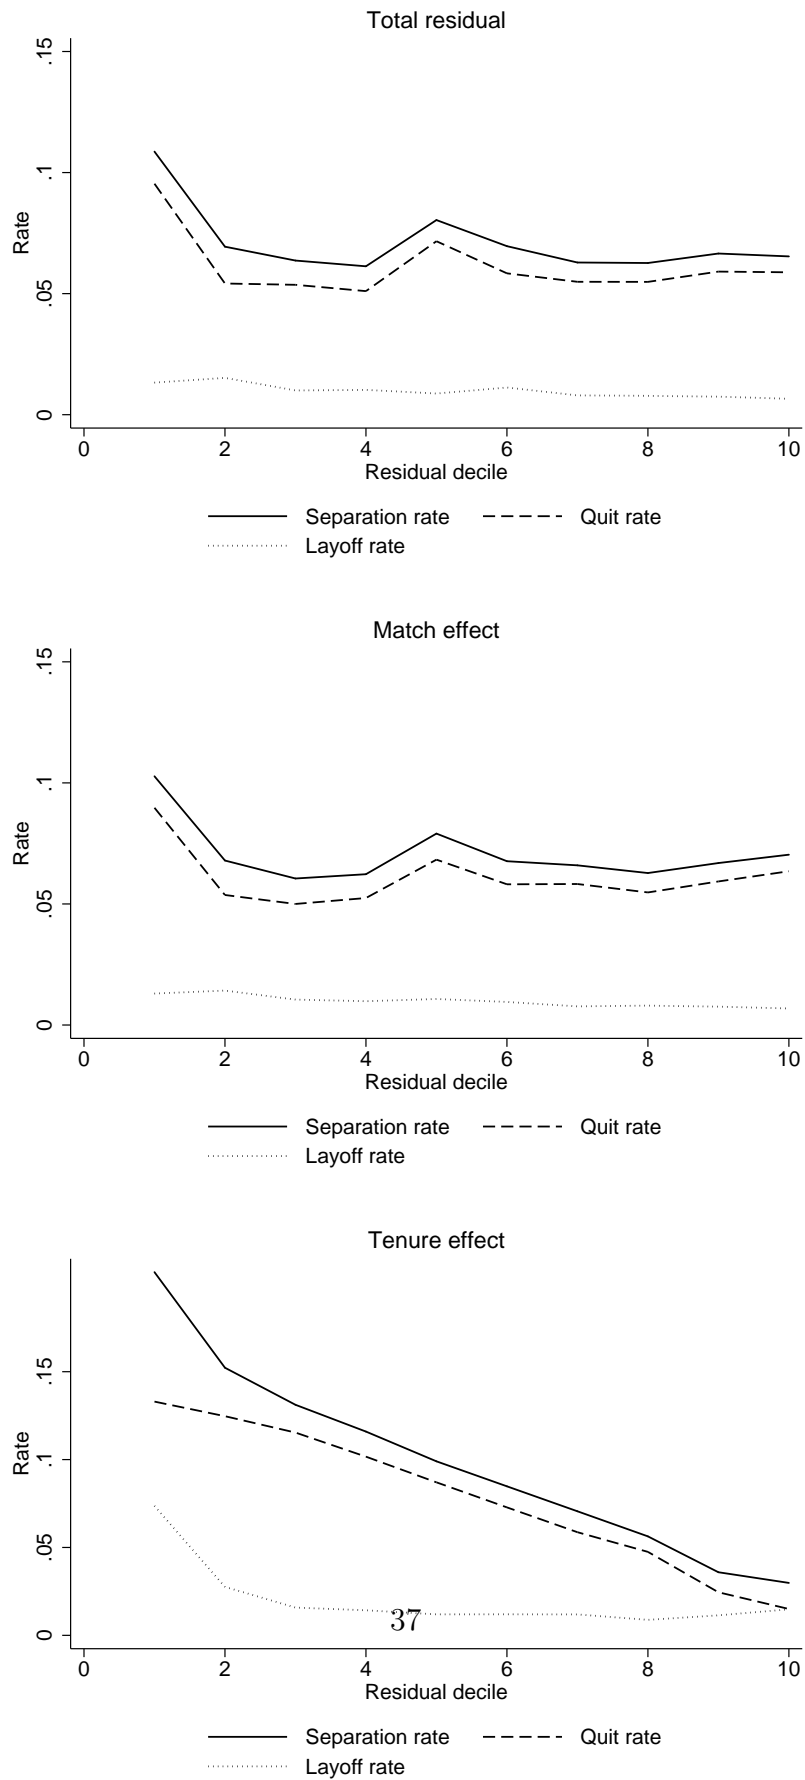 Total residual
.15
.1
.05
0
Rate
0 2 4 6 8 10
Residual decile
Separation rate Quit rate
Layoff rate
Match effect
.15
.1
.05
0
Rate
0 2 4 6 8 10
Residual decile
Separation rate Quit rate
Layoff rate
Tenure effect
.15
.1
.05
0
Rate
37
0 2 4 6 8 10
Residual decile
Separation rate Quit rate
Layoff rate